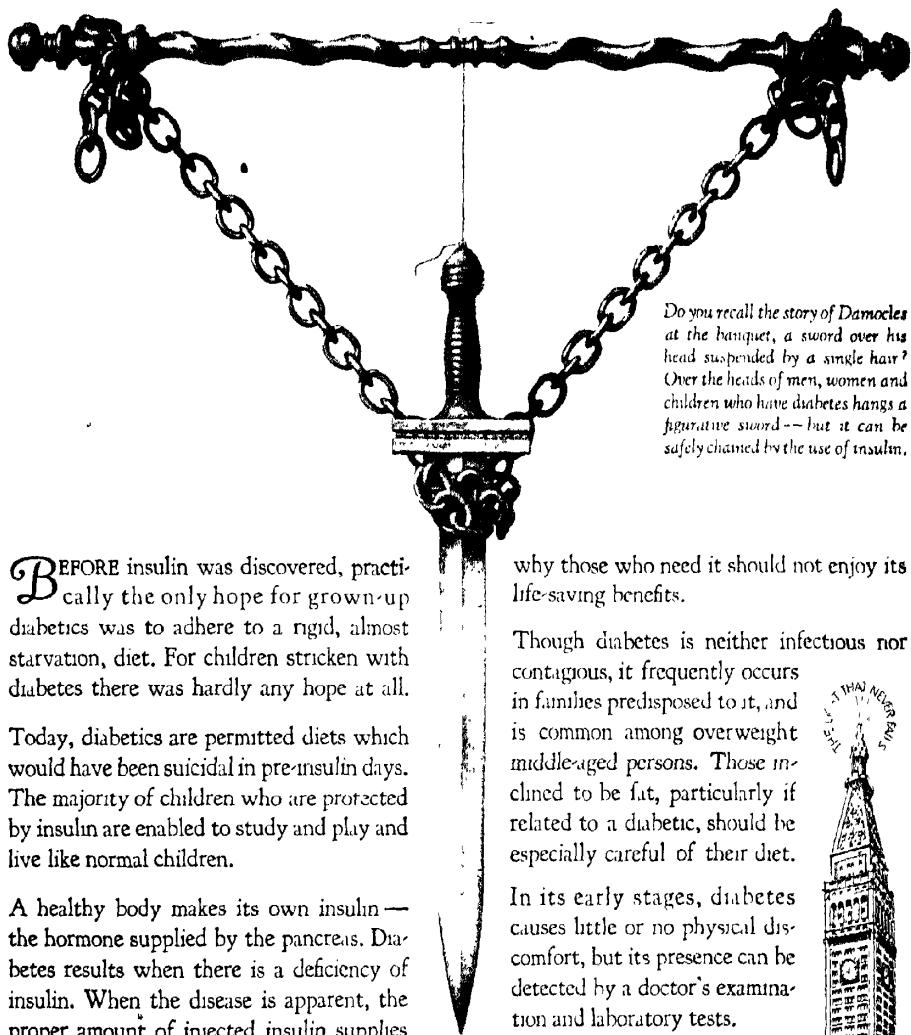 Do you recall the story of Damocles
at the banquet, a sword over his
head suspended by a single hair?
Over the heads of men, women and
children who have diabetes hangs a
figurative sword -- but it can be
safely chained by the use of insulin.
BEFORE insulin was discovered, practi-
cally the only hope for grown-up
diabetics was to adhere to a rigid, almost
starvation, diet. For children stricken with
diabetes there was hardly any hope at all.
Today, diabetics are permitted diets which
would have been suicidal in pre-insulin days.
The majority of children who are protected
by insulin are enabled to study and play and
live like normal children.
A healthy body makes its own insulin —
the hormone supplied by the pancreas. Dia-
betes results when there is a deficiency of
insulin. When the disease is apparent, the
proper amount of injected insulin supplies
why those who need it should not enjoy its
life-saving benefits.
Though diabetes is neither infectious nor
contagious, it frequently occurs
in families predisposed to it, and
is common among overweight
middle-aged persons. Those in-
clined to be fat, particularly if
related to a diabetic, should be
especially careful of their diet.
In its early stages, diabetes
causes little or no physical dis-
comfort, but its presence can be
detected by a doctor's examina-
tion and laboratory tests.
THE LIGHT THAT NEVER FAILS